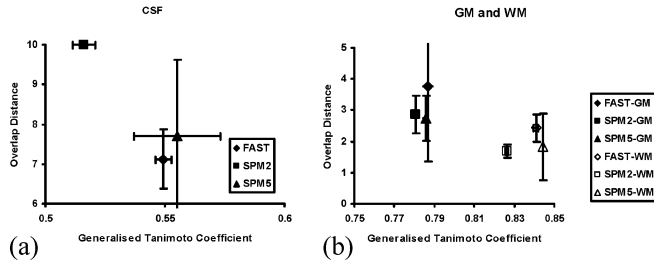 CSF
10
9
8
7
6
Overlap Distance
0.5
0.55
0.6
Generalised Tanimoto Coefficient
FAST
SPM2
SPM5
(a)
GM and WM
5
4
3
2
1
0
Overlap Distance
0.75
0.77
0.79
0.81
0.83
0.85
Generalised Tanimoto Coefficient
FAST-GM
SPM2-GM
SPM5-GM
FAST-WM
SPM2-WM
SPM5-WM
(b)